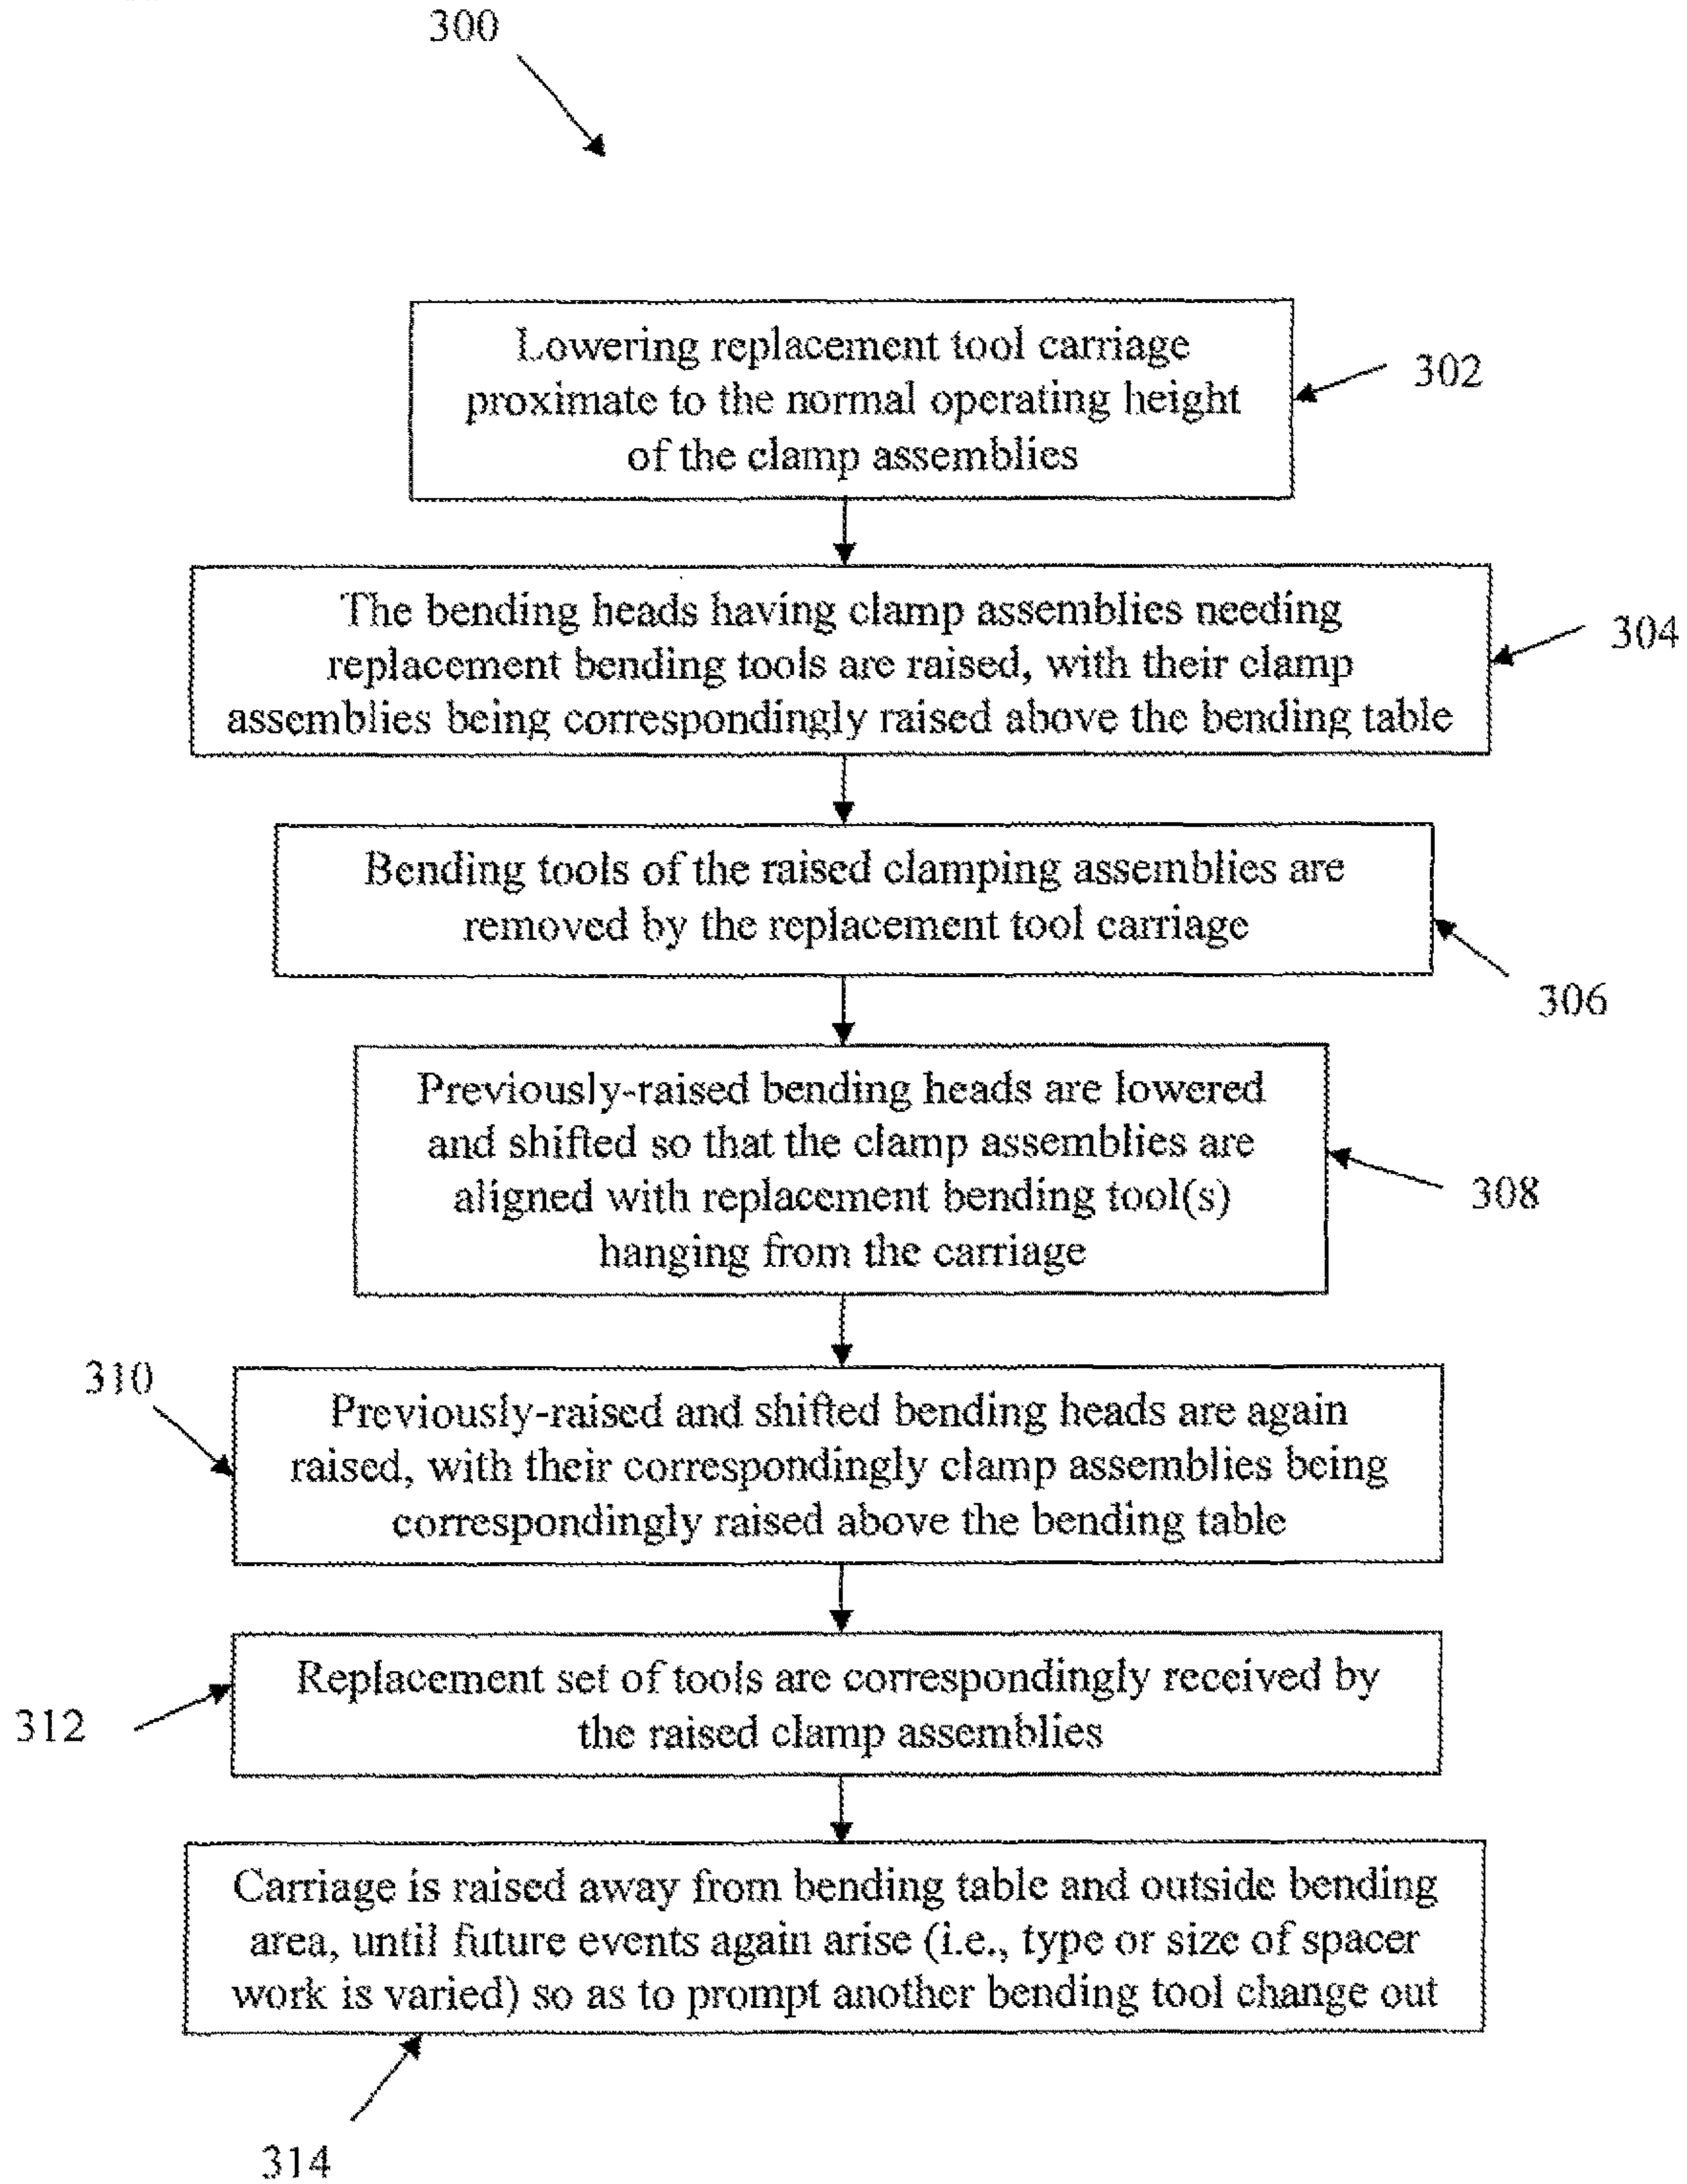 300
Lowering replacement tool carriage
proximate to the normal operating height
of the clamp assemblies
302
The bending heads having clamp assemblies needing
replacement bending tools are raised, with their clamp
assemblies being correspondingly raised above the bending table
304
Bending tools of the raised clamping assemblies are
removed by the replacement tool carriage
306
Previously-raised bending heads are lowered
and shifted so that the clamp assemblies are
aligned with replacement bending tool(s)
hanging from the carriage
308
310
Previously-raised and shifted bending heads are again
raised, with their correspondingly clamp assemblies being
correspondingly raised above the bending table
312
Replacement set of tools are correspondingly received by
the raised clamp assemblies
Carriage is raised away from bending table and outside bending
area, until future events again arise (i.e., type or size of spacer
work is varied) so as to prompt another bending tool change out
314